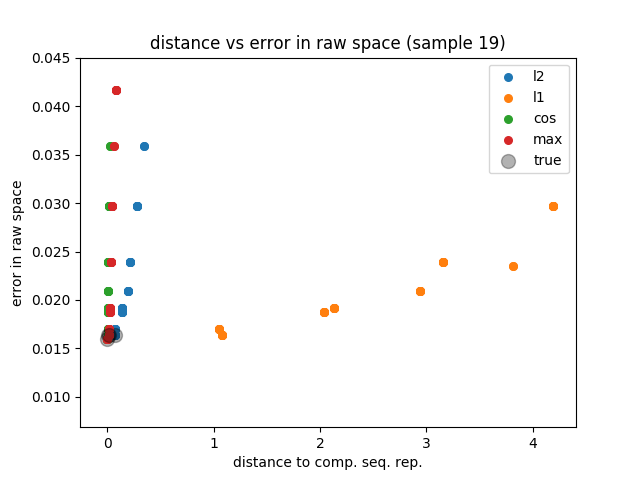 distance vs error in raw space (sample 19)
0.045
0.040
0.035
0.030
0.025
0.020
0.015
0.010
error in raw space
l2
l1
cos
max
true
0 1 2 3 4
distance to comp. seq. rep.